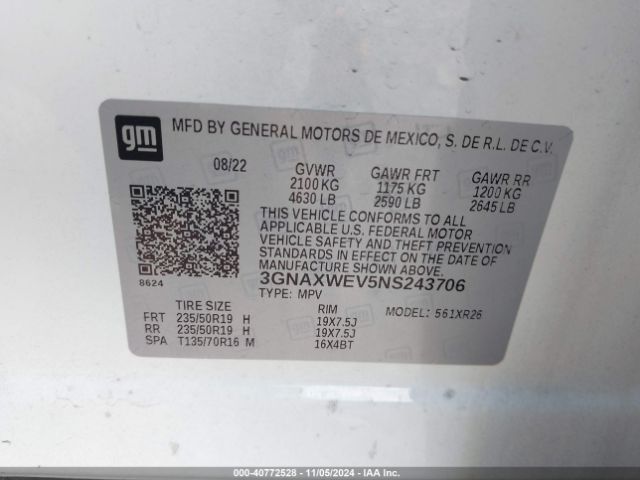 gm
MFD BY GENERAL MOTORS DE MEXICO, S. DE R.L. DE C.V.
08/22 GVWR GAWR FRT GAWR RR
2100 KG 1175 KG 1200 KG
4630 LB 2590 LB 2645 LB
THIS VEHICLE CONFORMS TO ALL
APPLICABLE U.S. FEDERAL MOTOR
VEHICLE SAFETY AND THEFT PREVENTION
STANDARDS IN EFFECT ON THE DATE OF
MANUFACTURE SHOWN ABOVE.
8624 3GNAXWEV5NS243706
TYPE: MPV
TIRE SIZE RIM MODEL: 561XR26
FRT 235/50R19 H 19X7.5J
RR 235/50R19 H 19X7.5J
SPA T135/70R16 M 16X4BT
000-40772528 - 11/05/2024 - IAA Inc.